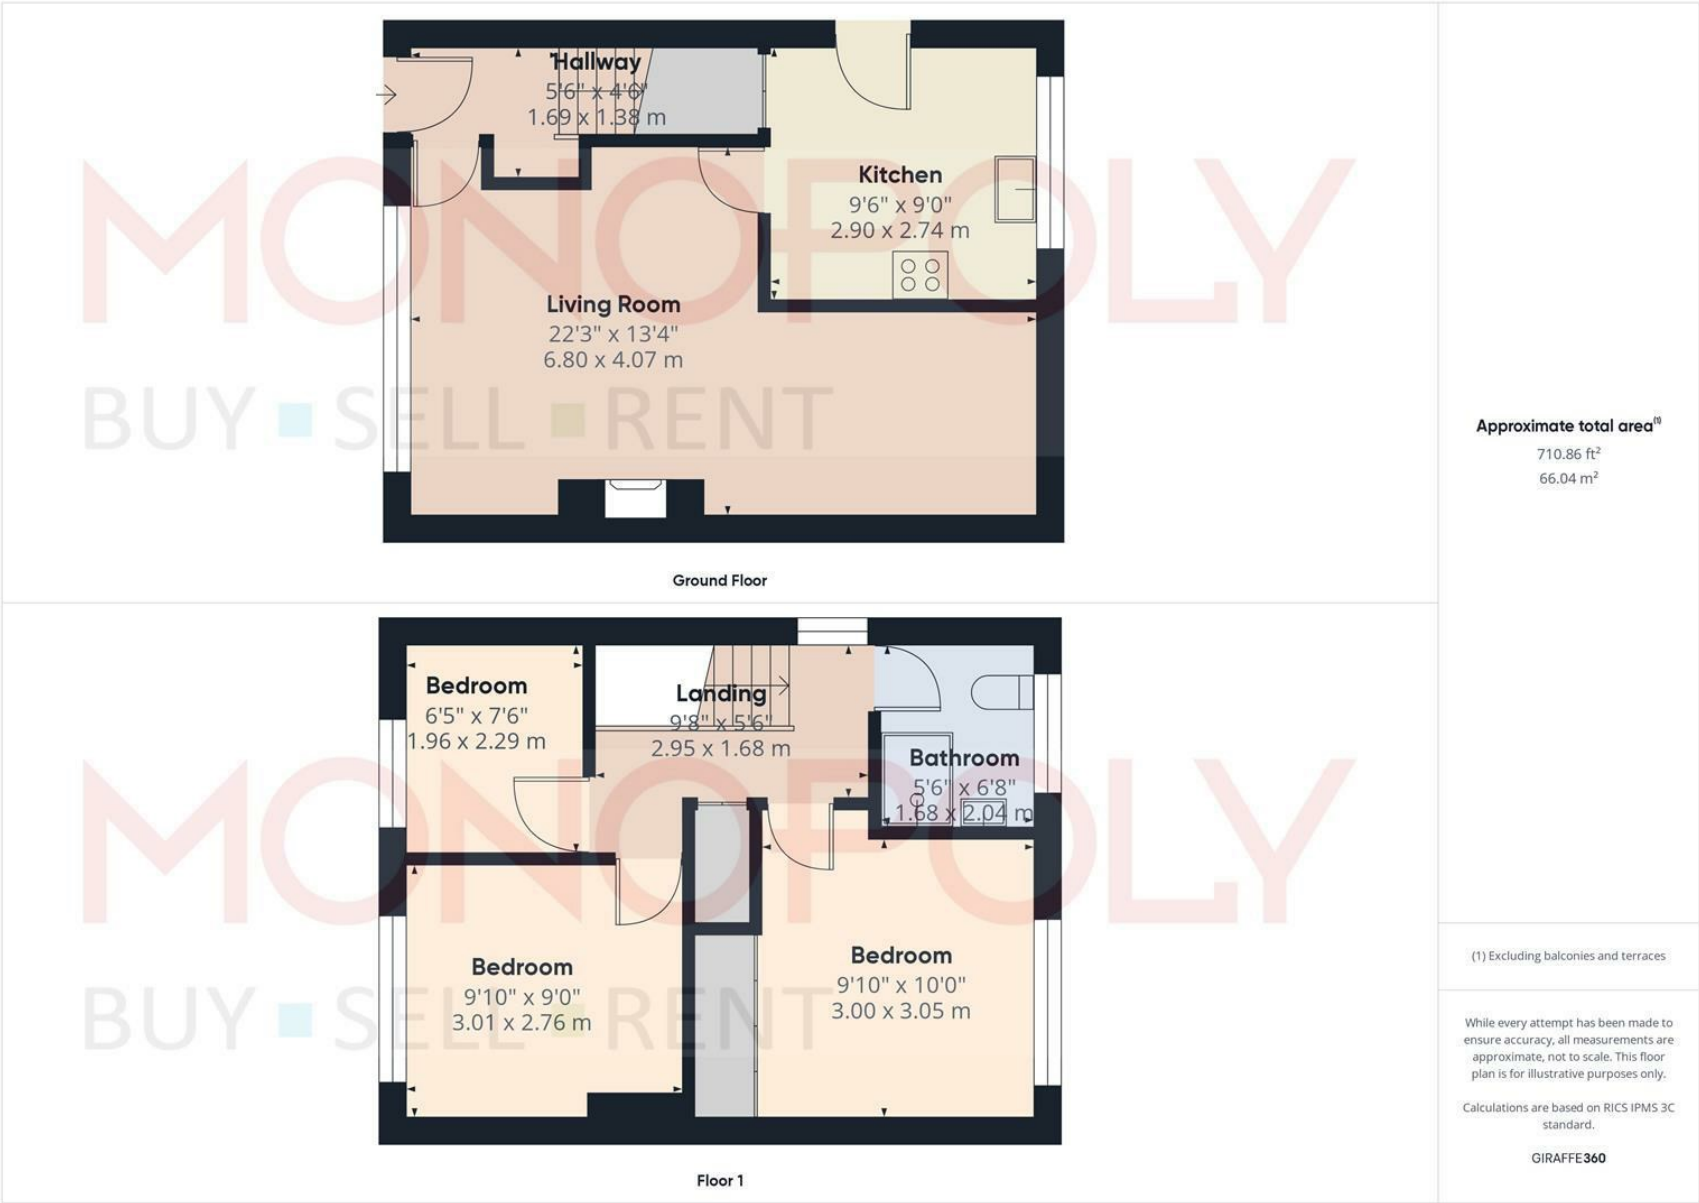 Hallway
5'6" x 4'6"
1.69 x 1.38 m
Kitchen
9'6" x 9'0"
2.90 x 2.74 m
Living Room
22'3" x 13'4"
6.80 x 4.07 m
MONOPOLY
BUY SELL RENT
Ground Floor
Bedroom
6'5" x 7'6"
1.96 x 2.29 m
Landing
9'8" x 5'6"
2.95 x 1.68 m
Bathroom
5'6" x 6'8"
1.68 x 2.04 m
Bedroom
9'10" x 9'0"
3.01 x 2.76 m
Bedroom
9'10" x 10'0"
3.00 x 3.05 m
MONOPOLY
BUY SELL RENT
Floor 1
Approximate total area(1)
710.86 ft²
66.04 m²
(1) Excluding balconies and terraces
While every attempt has been made to
ensure accuracy, all measurements are
approximate, not to scale. This floor
plan is for illustrative purposes only.
Calculations are based on RICS IPMS 3C
standard.
GIRAFFE360